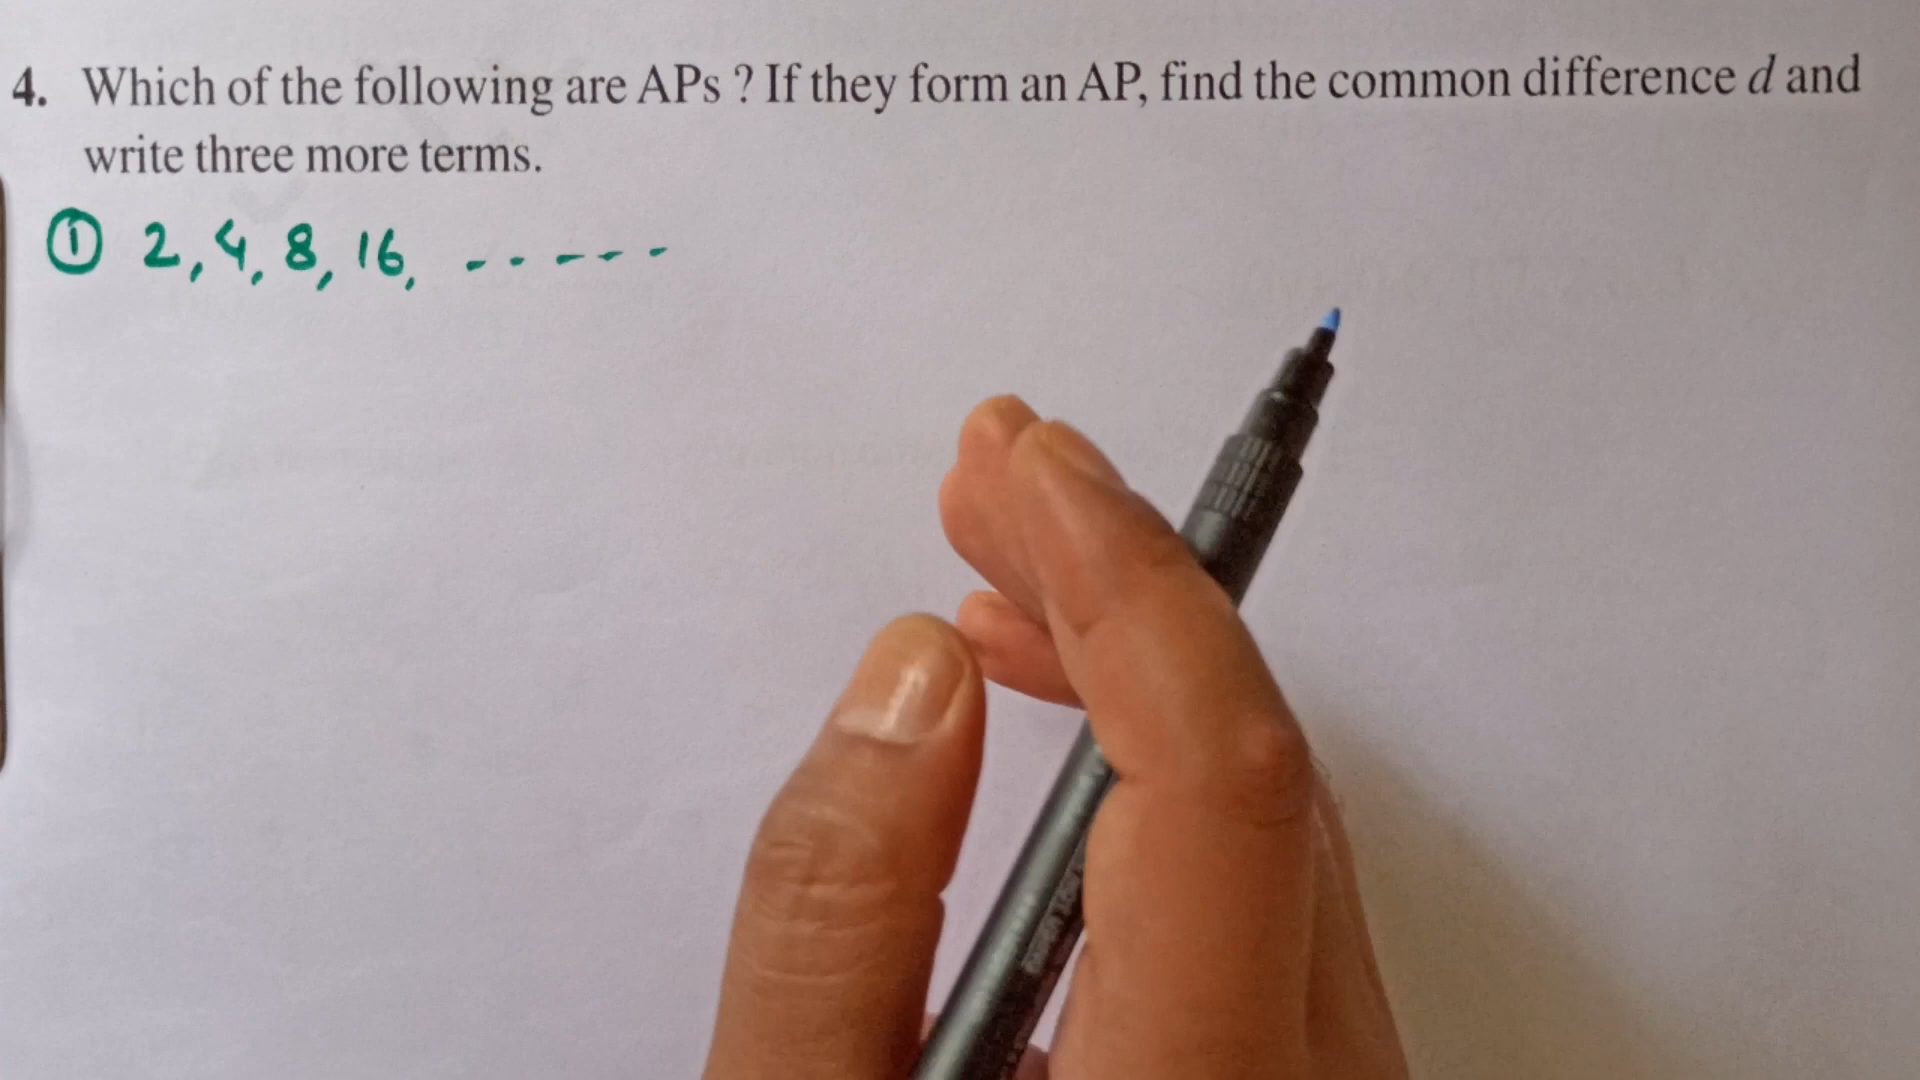 4. Which of the following are APs ? If they form an AP, find the common difference d and
write three more terms.
① 2, 4, 8, 16, - - - - -